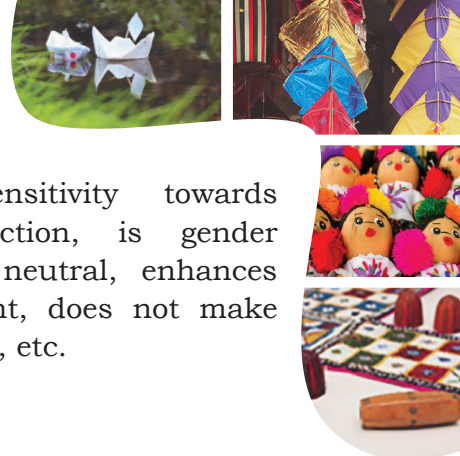 ensitivity towards
ction, is gender
neutral, enhances
nt, does not make
, etc.